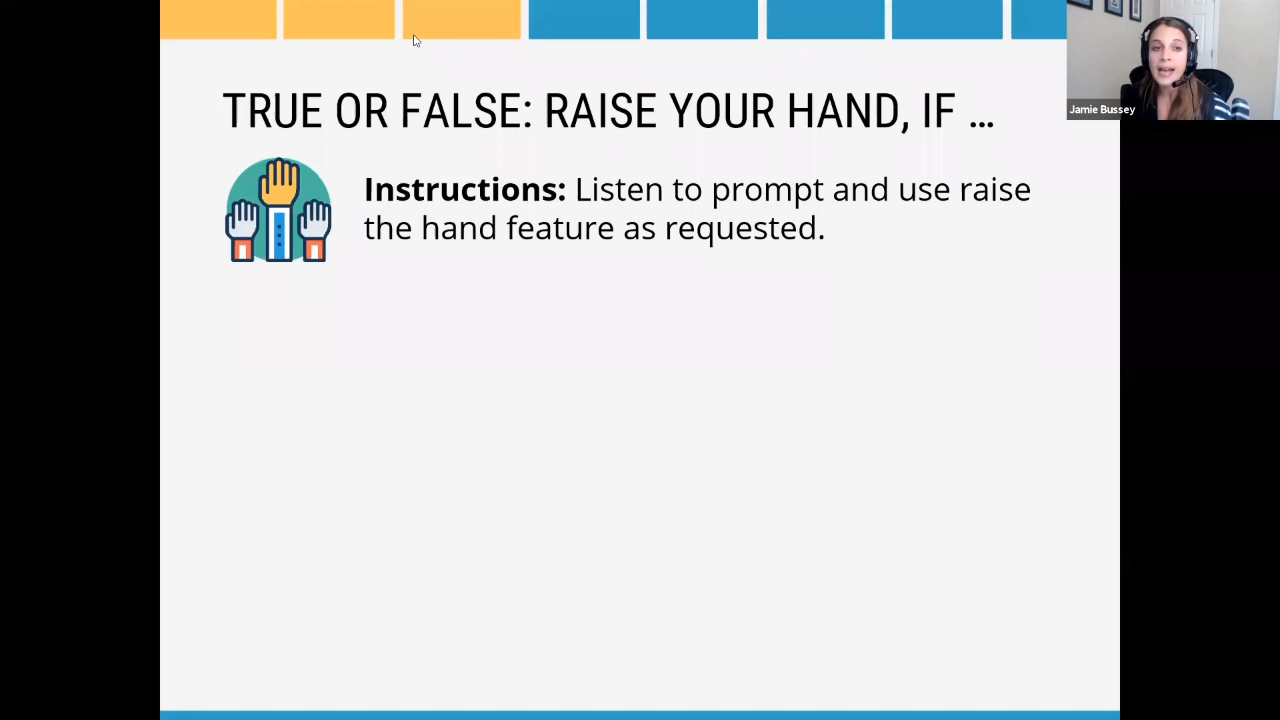 TRUE OR FALSE: RAISE YOUR HAND, IF ...
Instructions: Listen to prompt and use raise
the hand feature as requested.
Jamie Bussey